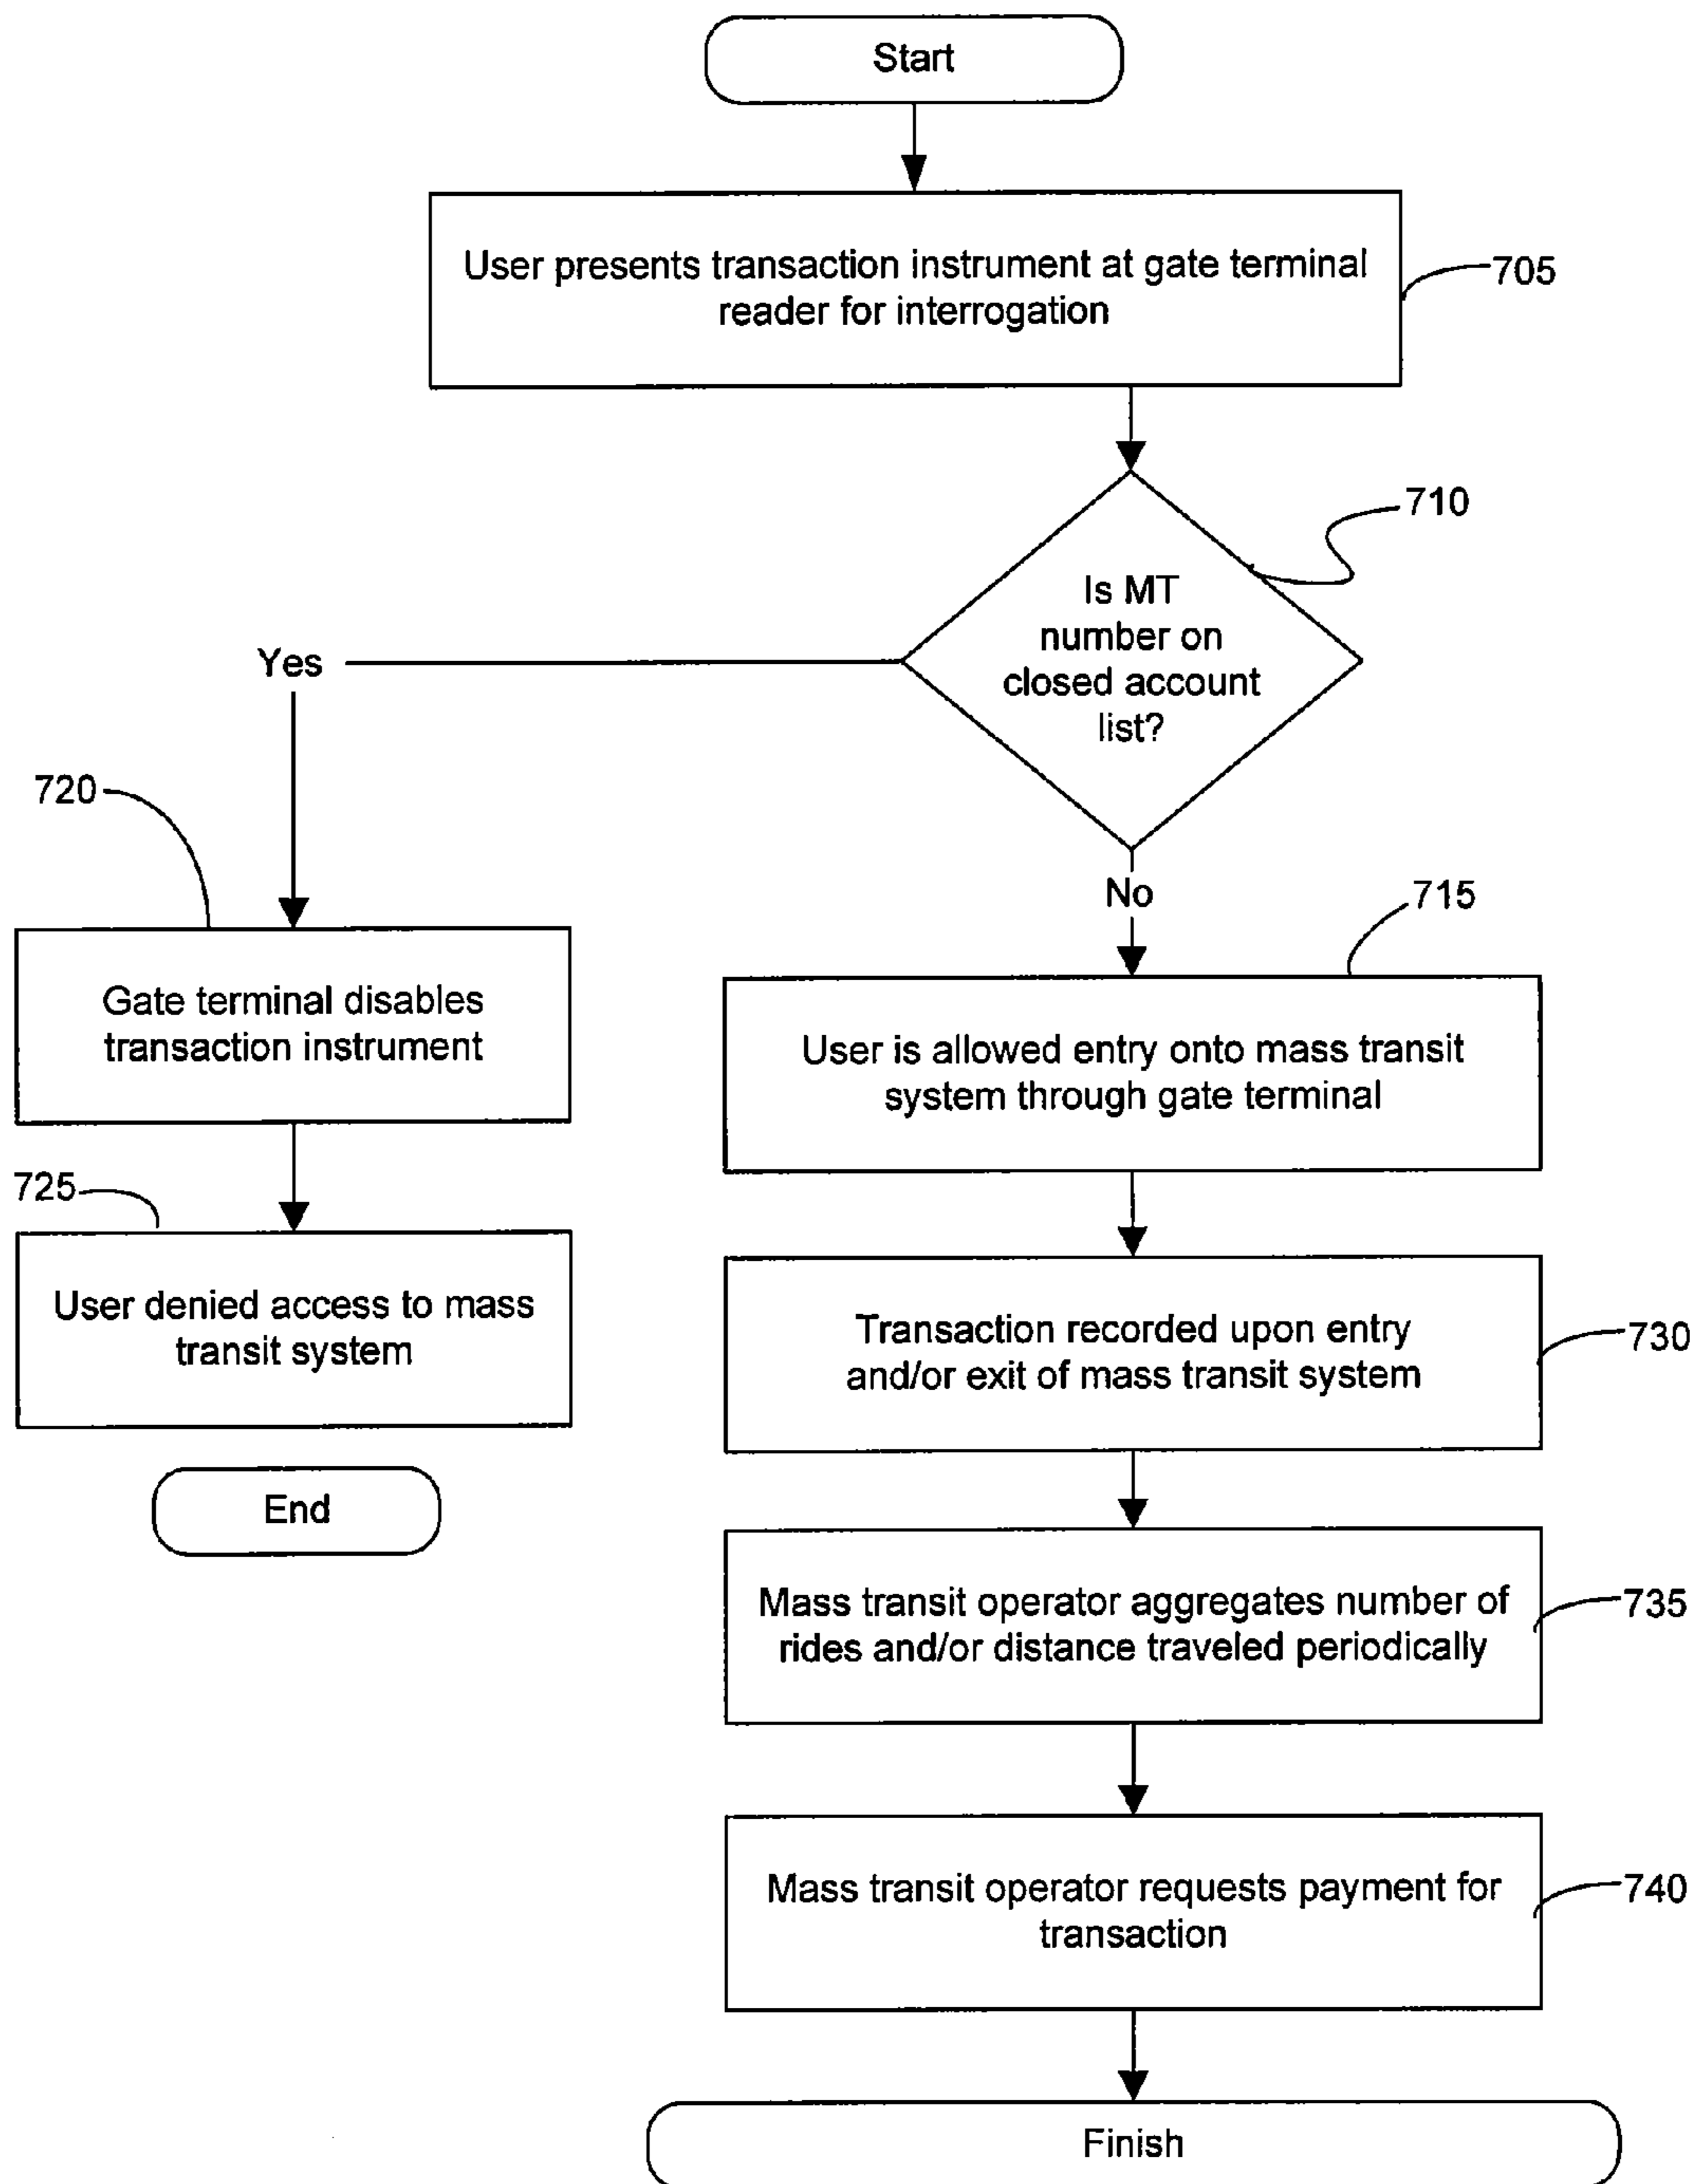 Start
User presents transaction instrument at gate terminal
reader for interrogation
705
710
Is MT
number on
closed account
list?
Yes
No
720
715
Gate terminal disables
transaction instrument
User is allowed entry onto mass transit
system through gate terminal
725
User denied access to mass
transit system
Transaction recorded upon entry
and/or exit of mass transit system
730
End
Mass transit operator aggregates number of
rides and/or distance traveled periodically
735
Mass transit operator requests payment for
transaction
740
Finish